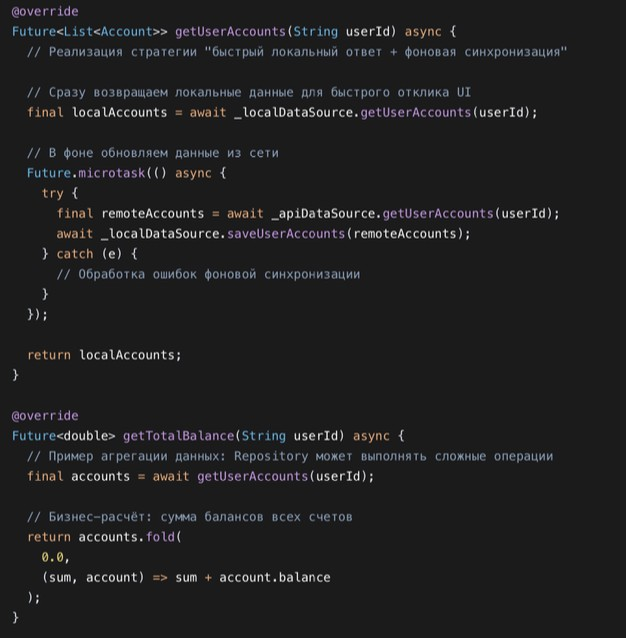 @override
Future<List<Account>> getUserAccounts(String userId) async {
  // Реализация стратегии "быстрый локальный ответ + фоновая синхронизация"

  // Сразу возвращаем локальные данные для быстрого отклика UI
  final localAccounts = await _localDataSource.getUserAccounts(userId);

  // В фоне обновляем данные из сети
  Future.microtask(() async {
    try {
      final remoteAccounts = await _apiDataSource.getUserAccounts(userId);
      await _localDataSource.saveUserAccounts(remoteAccounts);
    } catch (e) {
      // Обработка ошибок фоновой синхронизации
    }
  });

  return localAccounts;
}

@override
Future<double> getTotalBalance(String userId) async {
  // Пример агрегации данных: Repository может выполнять сложные операции
  final accounts = await getUserAccounts(userId);

  // Бизнес-расчёт: сумма балансов всех счетов
  return accounts.fold(
    0.0,
    (sum, account) => sum + account.balance
  );
}